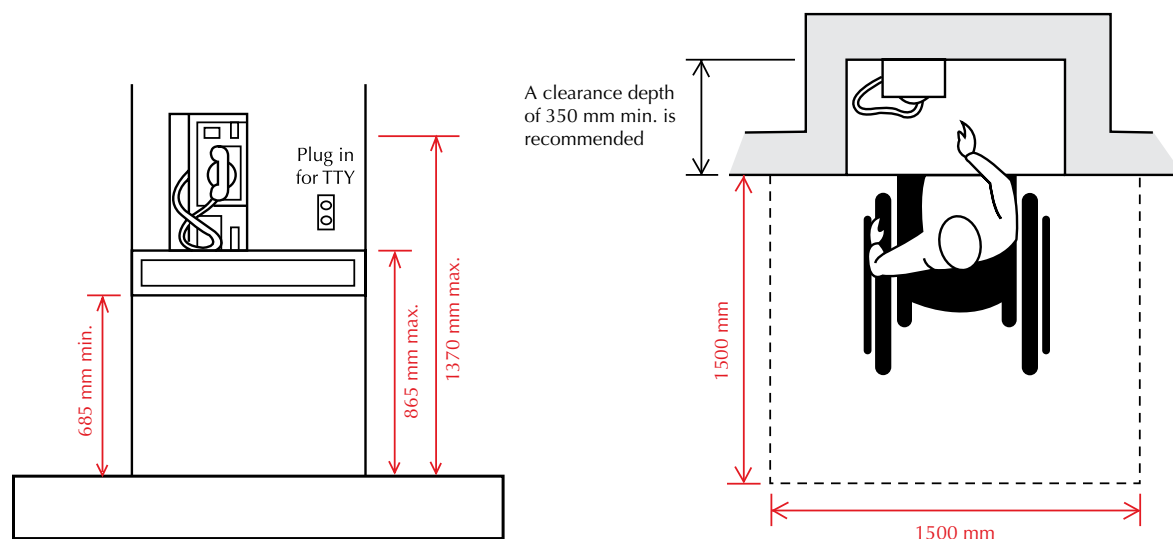 Plug in
for TTY
685 mm min.
865 mm max.
1370 mm max.
A clearance depth
of 350 mm min. is
recommended
1500 mm
1500 mm